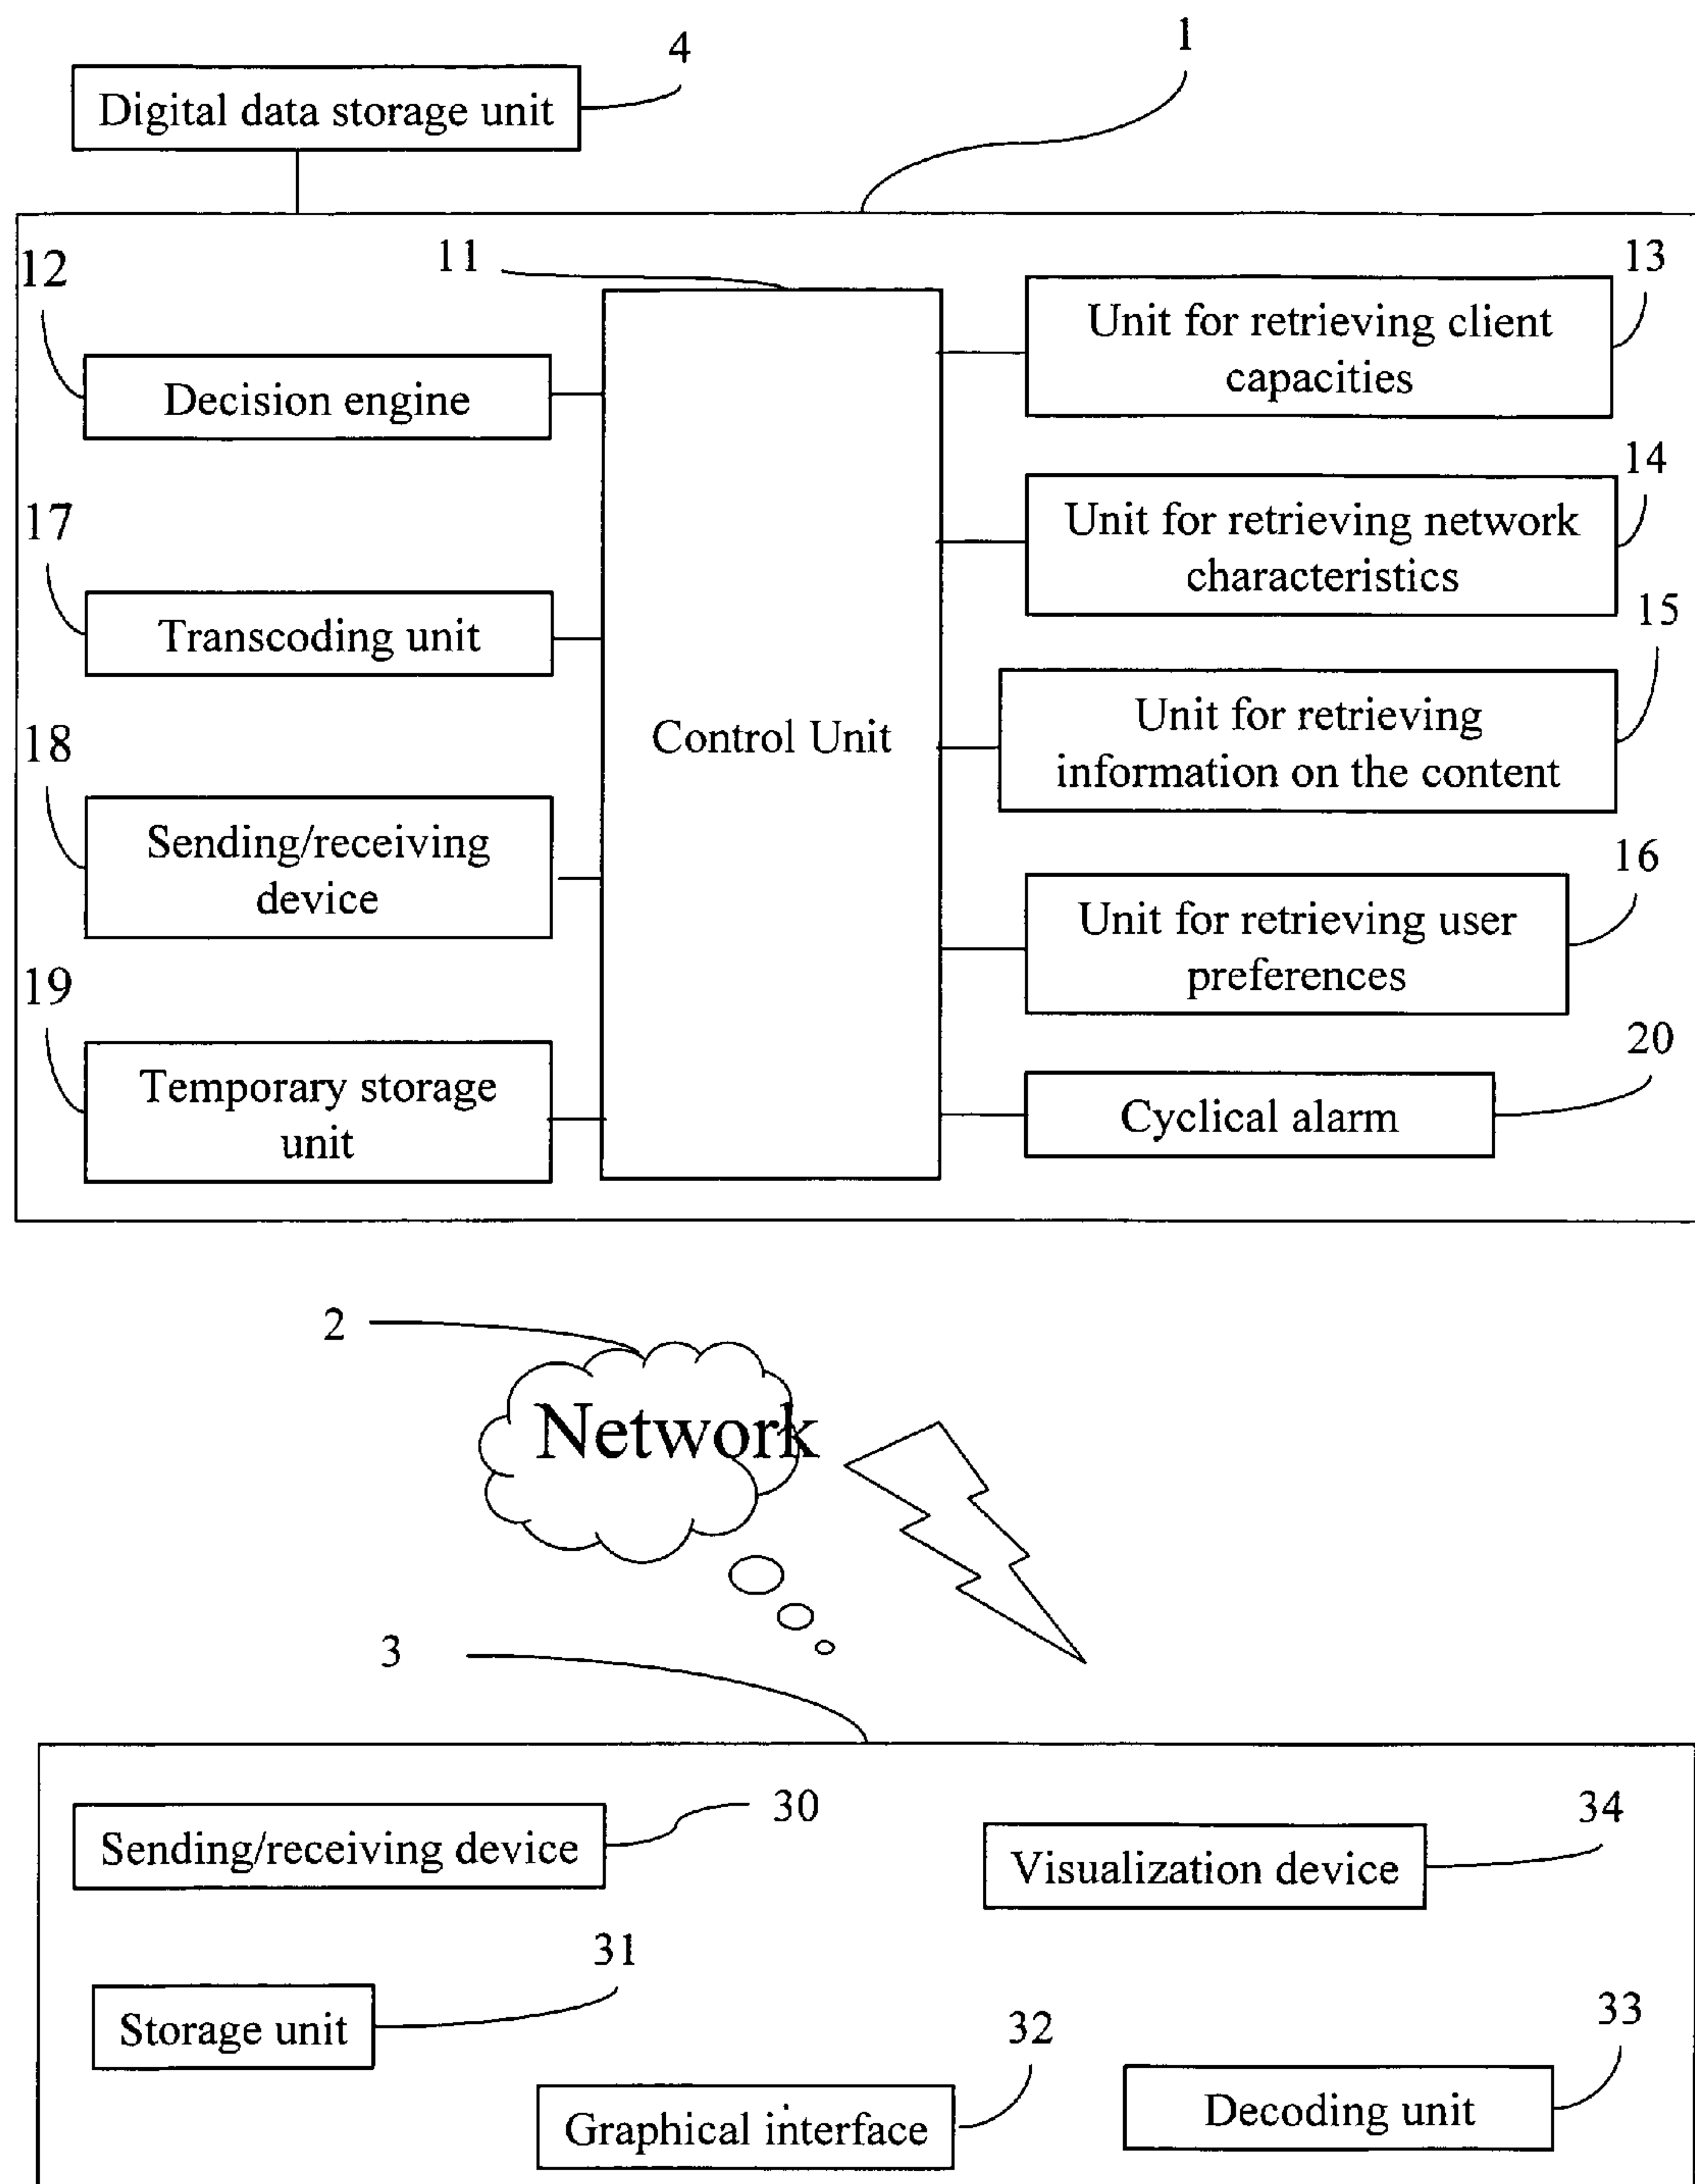 4
1
Digital data storage unit
12
11
13
Unit for retrieving client
capacities
Decision engine
14
Unit for retrieving network
characteristics
17
Transcoding unit
15
Unit for retrieving
information on the content
Control Unit
18
Sending/receiving
device
16
Unit for retrieving user
preferences
19
Temporary storage
unit
20
Cyclical alarm
2
Network
3
30
Sending/receiving device
34
Visualization device
31
Storage unit
32
Graphical interface
33
Decoding unit